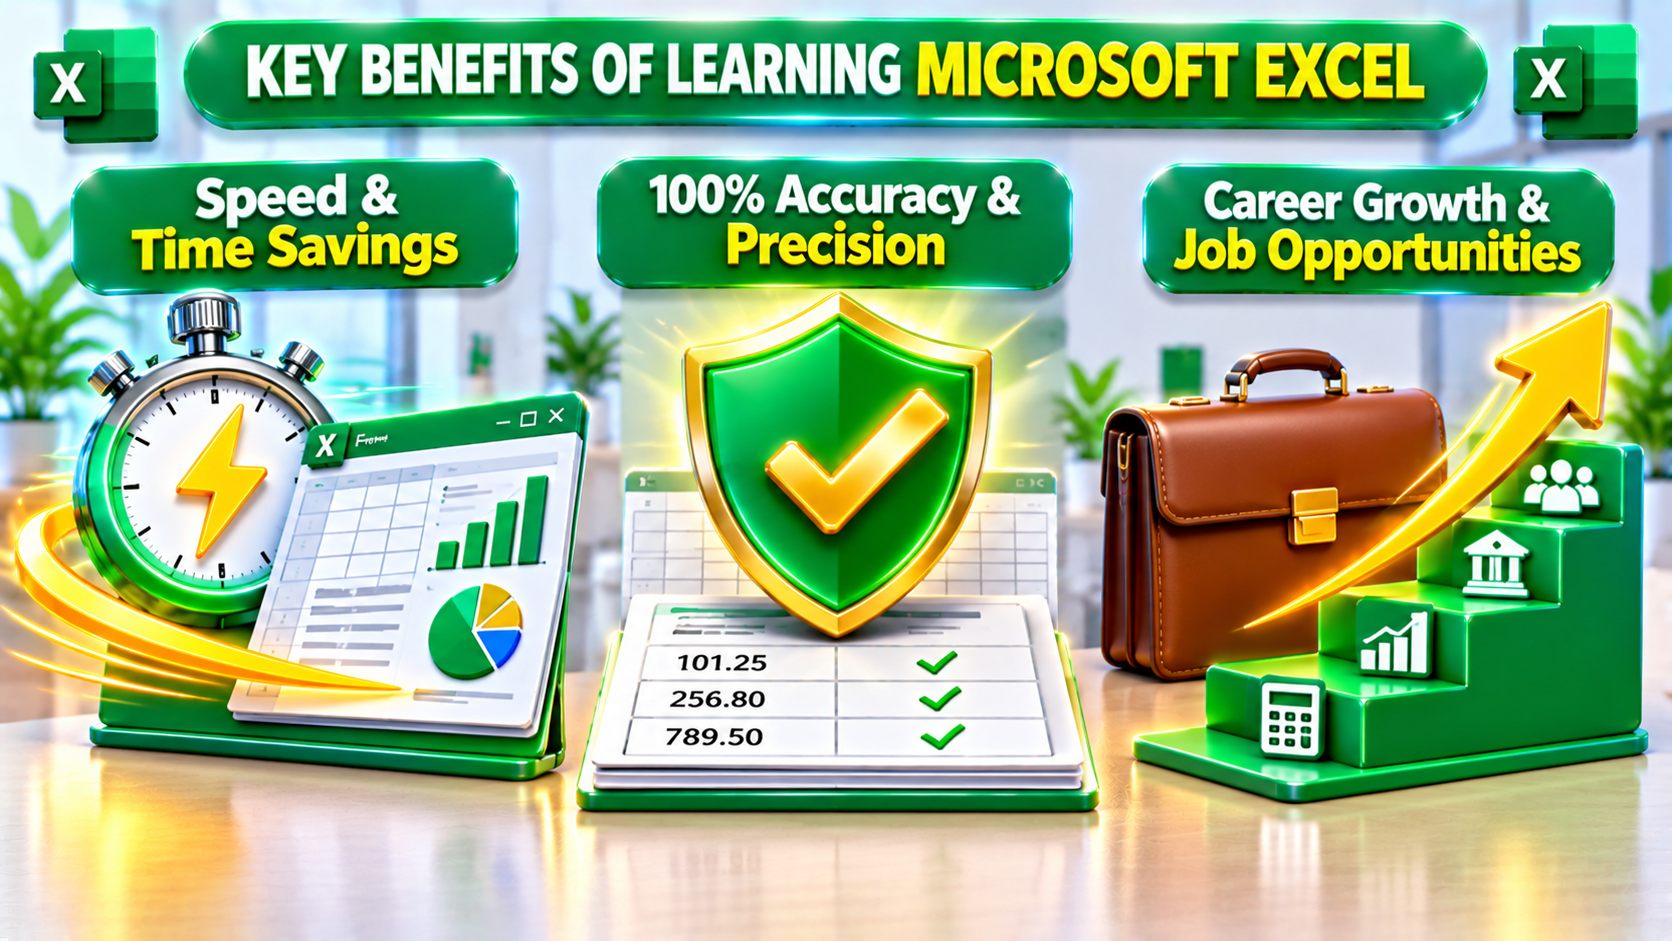 KEY BENEFITS OF LEARNING MICROSOFT EXCEL
X
X
Speed &
Time Savings
100% Accuracy &
Precision
Career Growth &
Job Opportunities
X
101.25
256.80
789.50